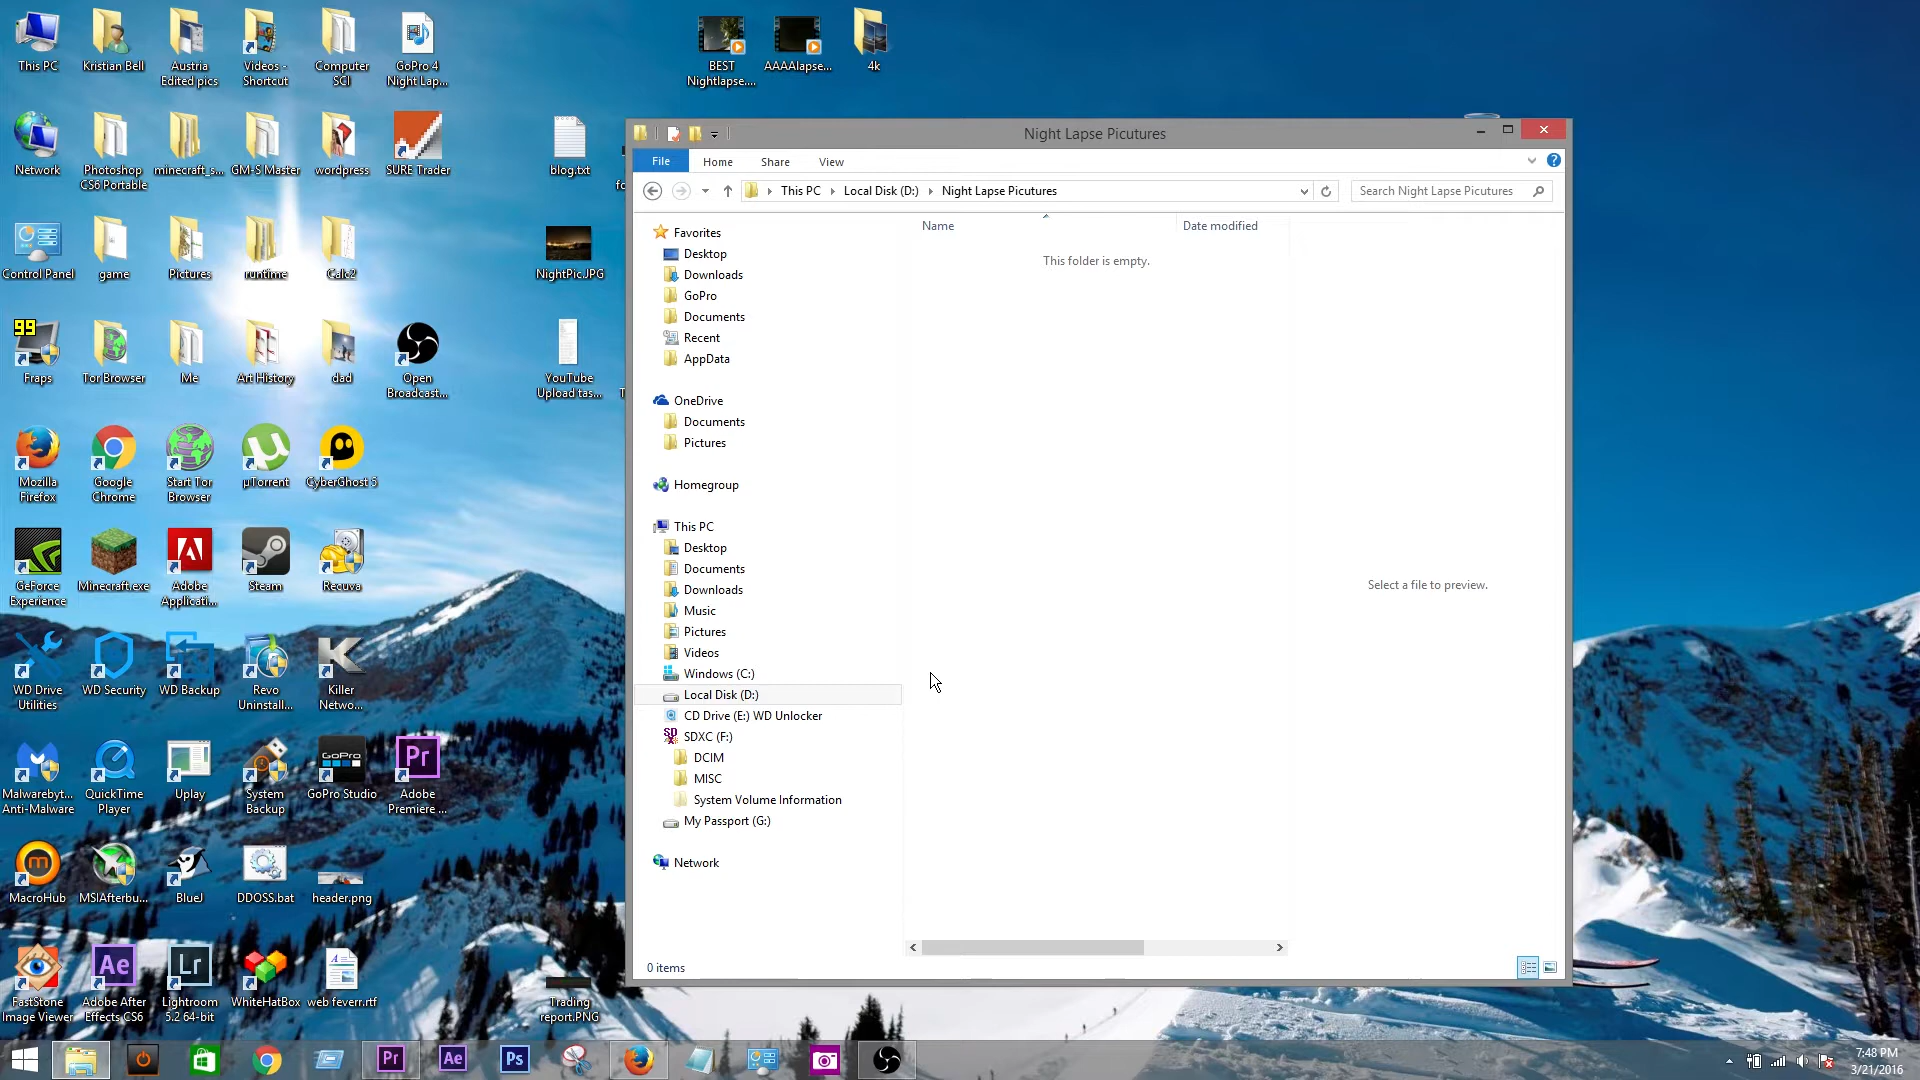 This PC
Kristian Bell
Austria
Edited pics
Videos -
Shortcut
Computer
SCI
GoPro 4
Night Lap...
BEST
Nightlapse....
AAAAlapse...
4k
Network
Photoshop
CS6 Portable
minecraft_s...
GM-S Master
wordpress
SURE Trader
blog.txt
Control Panel
game
Pictures
runtime
Calc2
NightPic.JPG
99
Fraps
Tor Browser
Me
Art History
dad
Open
Broadcast...
YouTube
Upload tas...
Mozilla
Firefox
Google
Chrome
Start Tor
Browser
µTorrent
CyberGhost 5
GeForce
Experience
Minecraft.exe
Adobe
Applicati...
Steam
Recuva
WD Drive
Utilities
WD Security
WD Backup
Revo
Uninstall...
Killer
Netwo...
Malwarebyt...
Anti-Malware
QuickTime
Player
Uplay
System
Backup
GoPro
GoPro Studio
Pr
Adobe
Premiere ...
MacroHub
MSIAfterbu...
BlueJ
DDOSS.bat
header.png
FastStone
Image Viewer
Ae
Adobe After
Effects CS6
Lr
Lightroom
5.2 64-bit
WhiteHatBox
web feverr.rtf
Trading
report.PNG
Night Lapse Picutures
File
Home
Share
View
This PC
Local Disk (D:)
Night Lapse Picutures
Search Night Lapse Picutures
Name
Date modified
This folder is empty.
Select a file to preview.
Favorites
Desktop
Downloads
GoPro
Documents
Recent
AppData
OneDrive
Documents
Pictures
Homegroup
This PC
Desktop
Documents
Downloads
Music
Pictures
Videos
Windows (C:)
Local Disk (D:)
CD Drive (E:) WD Unlocker
SDXC (F:)
DCIM
MISC
System Volume Information
My Passport (G:)
Network
0 items
Pr
Ae
Ps
7:48 PM
3/21/2016